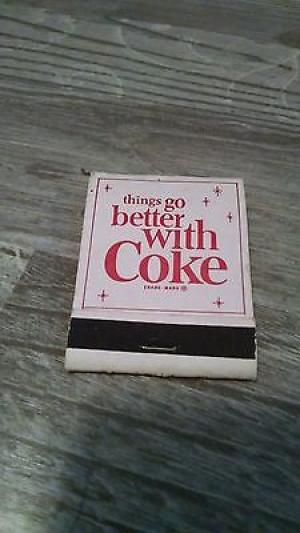 things go
better
with
Coke
TRADE-MARK ®